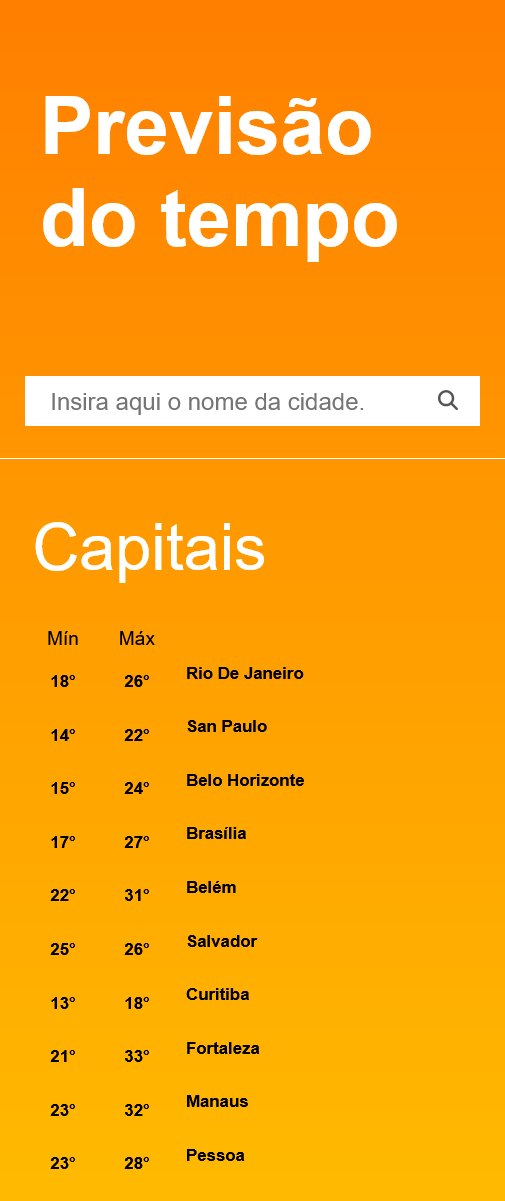 Previsão
do tempo
Insira aqui o nome da cidade.
Capitais
Mín Máx
18° 26° Rio De Janeiro
14° 22° San Paulo
15° 24° Belo Horizonte
17° 27° Brasília
22° 31° Belém
25° 26° Salvador
13° 18° Curitiba
21° 33° Fortaleza
23° 32° Manaus
23° 28° Pessoa